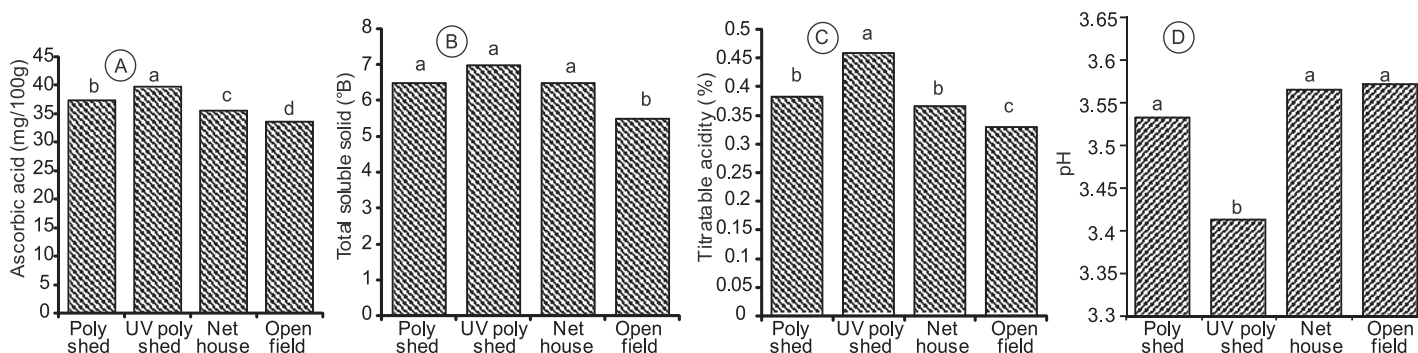 Ascorbic acid (mg/100g)
45
40
35
30
25
20
15
10
5
0
A
b
a
c
d
Poly shed
UV poly shed
Net house
Open field
Total soluble solid (°B)
8
7
6
5
4
3
2
1
0
B
a
a
a
b
Poly shed
UV poly shed
Net house
Open field
Titratable acidity (%)
0.5
0.45
0.4
0.35
0.3
0.25
0.2
0.15
0.1
0.05
0
C
b
a
b
c
Poly shed
UV poly shed
Net house
Open field
pH
3.65
3.6
3.55
3.5
3.45
3.4
3.35
3.3
D
a
b
a
a
Poly shed
UV poly shed
Net house
Open field